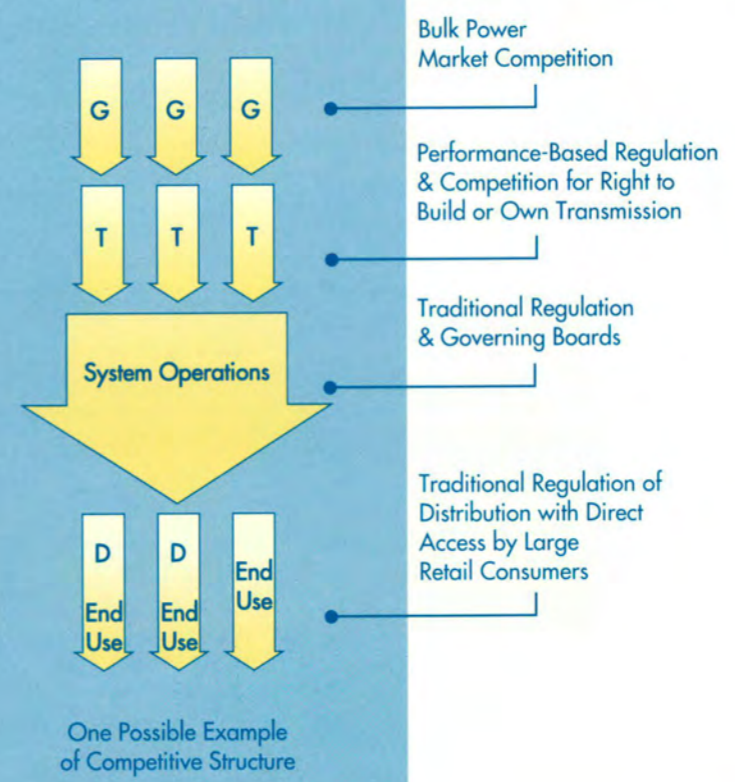 G G G
Bulk Power
Market Competition
T T T
Performance-Based Regulation
& Competition for Right to
Build or Own Transmission
System Operations
Traditional Regulation
& Governing Boards
D D
End End End
Use Use Use
Traditional Regulation of
Distribution with Direct
Access by Large
Retail Consumers
One Possible Example
of Competitive Structure